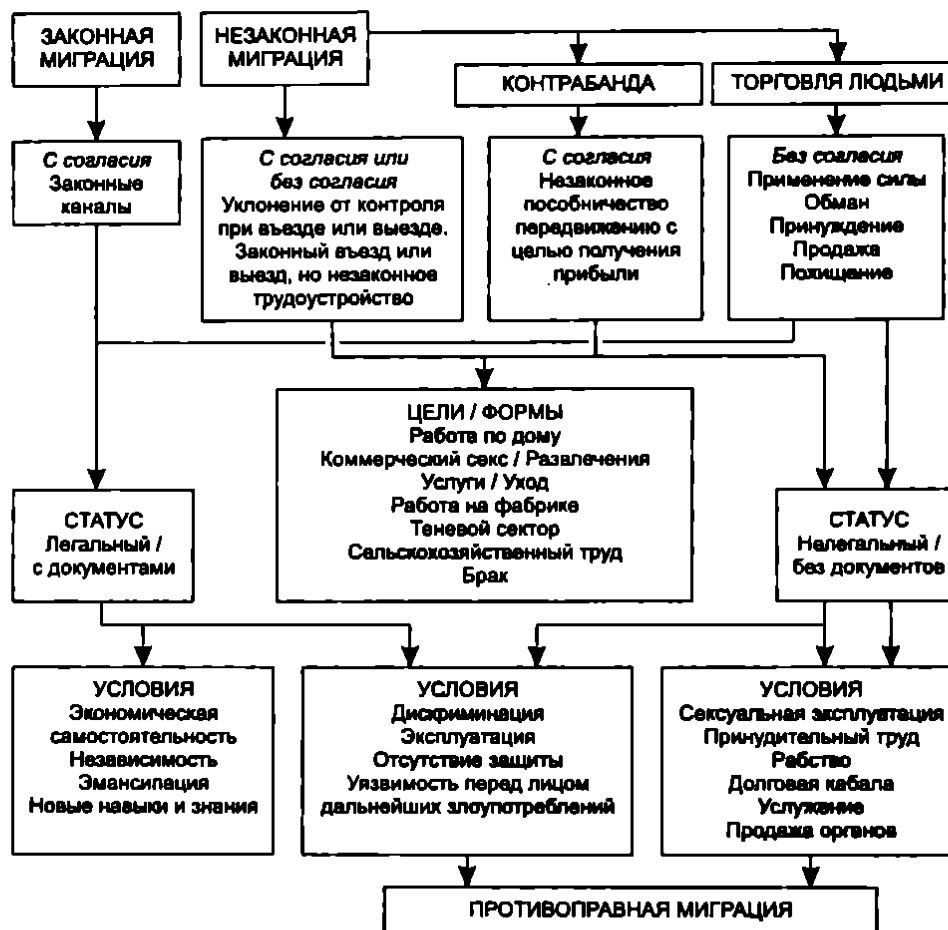 ЗАКОННАЯ
МИГРАЦИЯ
НЕЗАКОННАЯ
МИГРАЦИЯ
КОНТРАБАНДА
ТОРГОВЛЯ ЛЮДЬМИ
С согласия
Законные
каналы
С согласия или
без согласия
Уклонение от контроля
при въезде или выезде.
Законный въезд или
выезд, но незаконное
трудоустройство
С согласия
Незаконное
пособничество
передвижению с
целью получения
прибыли
Без согласия
Применение силы
Обман
Принуждение
Продажа
Похищение
ЦЕЛИ / ФОРМЫ
Работа по дому
Коммерческий секс / Развлечения
Услуги / Уход
Работа на фабрике
Теневой сектор
Сельскохозяйственный труд
Брак
СТАТУС
Легальный /
с документами
СТАТУС
Нелегальный /
без документов
УСЛОВИЯ
Экономическая
самостоятельность
Независимость
Эмансипация
Новые навыки и знания
УСЛОВИЯ
Дискриминация
Эксплуатация
Отсутствие защиты
Уязвимость перед лицом
дальнейших злоупотреблений
УСЛОВИЯ
Сексуальная эксплуатация
Принудительный труд
Рабство
Долговая кабала
Услужение
Продажа органов
ПРОТИВОПРАВНАЯ МИГРАЦИЯ